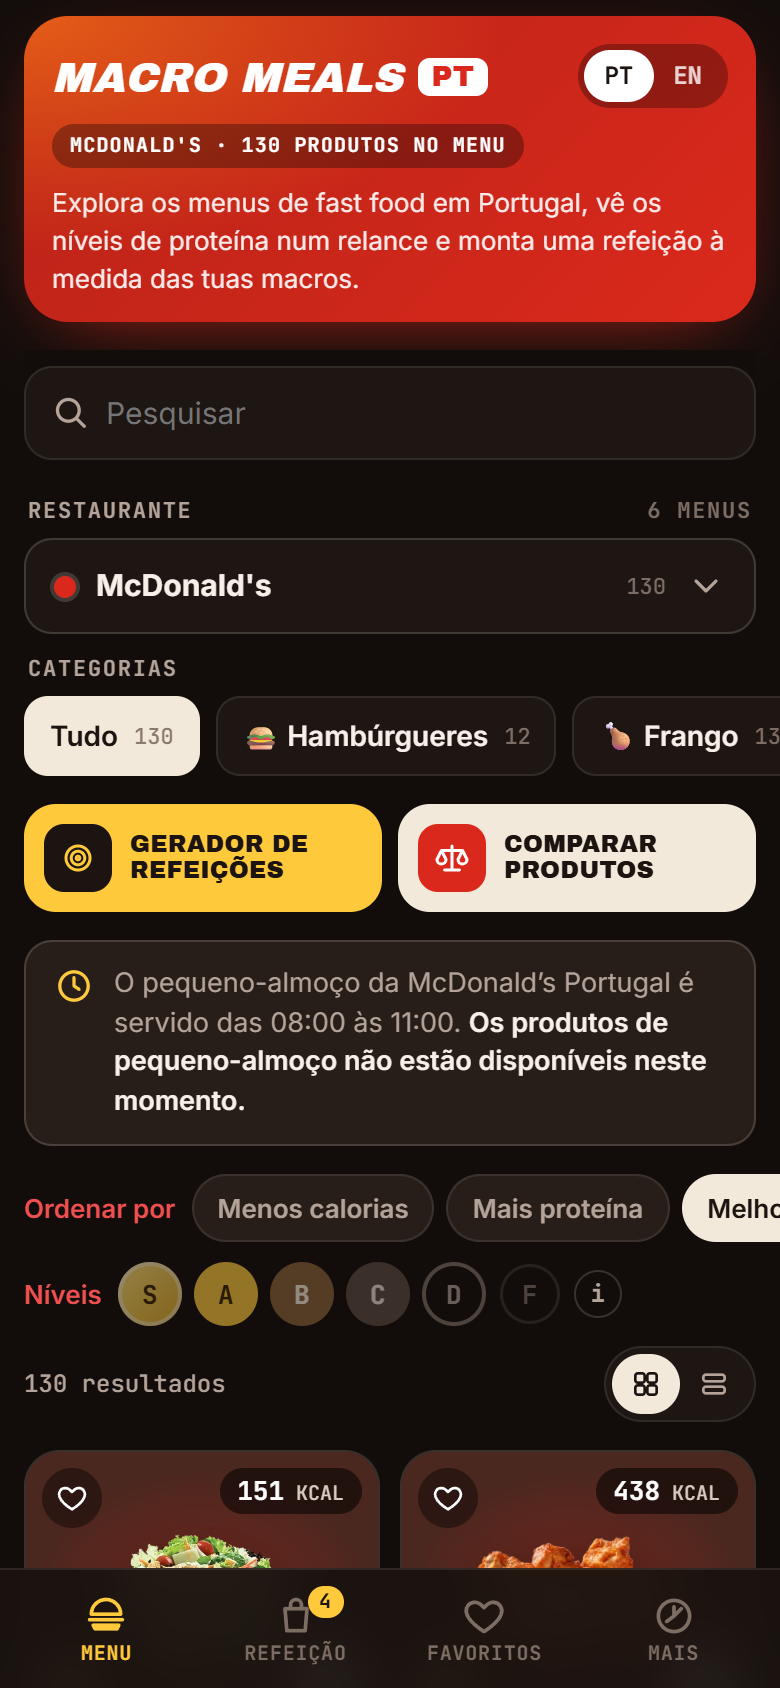 MACRO MEALS PT
PT EN
MCDONALD'S · 130 PRODUTOS NO MENU
Explora os menus de fast food em Portugal, vê os
níveis de proteína num relance e monta uma refeição à
medida das tuas macros.
Pesquisar
RESTAURANTE 6 MENUS
McDonald's 130
CATEGORIAS
Tudo 130 Hambúrgueres 12 Frango 13
GERADOR DE
REFEIÇÕES
COMPARAR
PRODUTOS
O pequeno-almoço da McDonald’s Portugal é
servido das 08:00 às 11:00. Os produtos de
pequeno-almoço não estão disponíveis neste
momento.
Ordenar por Menos calorias Mais proteína Melho
Níveis S A B C D F i
130 resultados
151 KCAL 438 KCAL
4
MENU REFEIÇÃO FAVORITOS MAIS